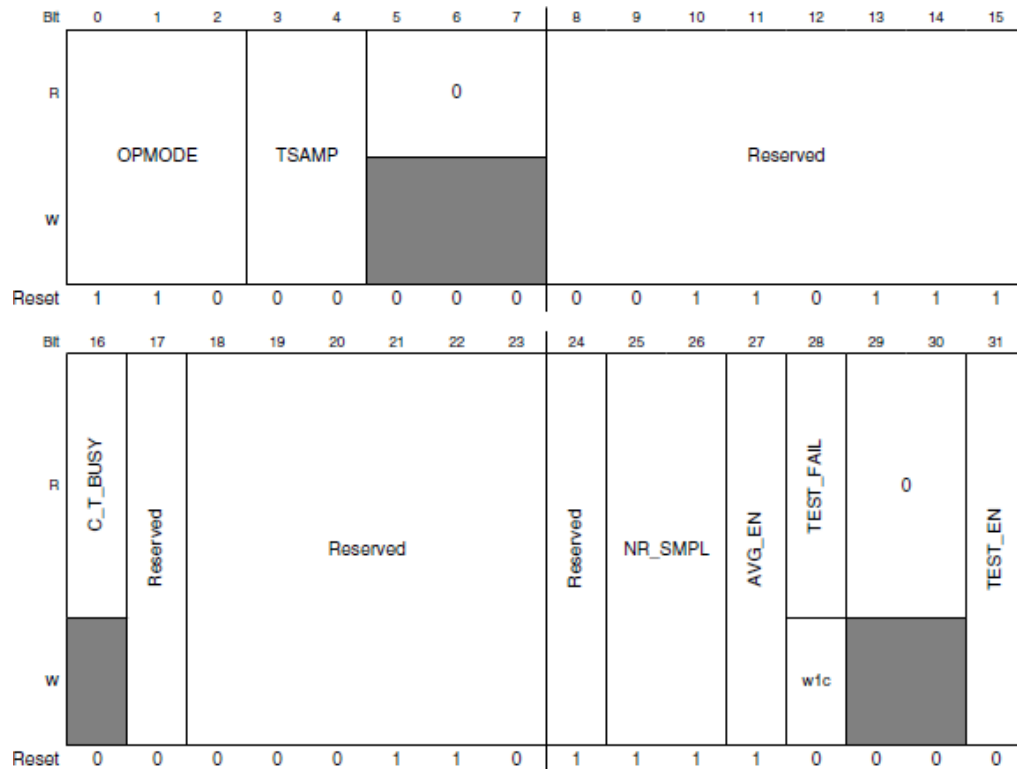 Bit 0 1 2 3 4 5 6 7 8 9 10 11 12 13 14 15
R 0
OPMODE TSAMP Reserved
W
Reset 1 1 0 0 0 0 0 0 0 0 1 1 0 1 1 1
Bit 16 17 18 19 20 21 22 23 24 25 26 27 28 29 30 31
R C_T_BUSY TEST_FAIL 0
Reserved Reserved Reserved NR_SMPL AVG_EN TEST_EN
W w1c
Reset 0 0 0 0 0 1 1 0 1 1 1 1 0 0 0 0